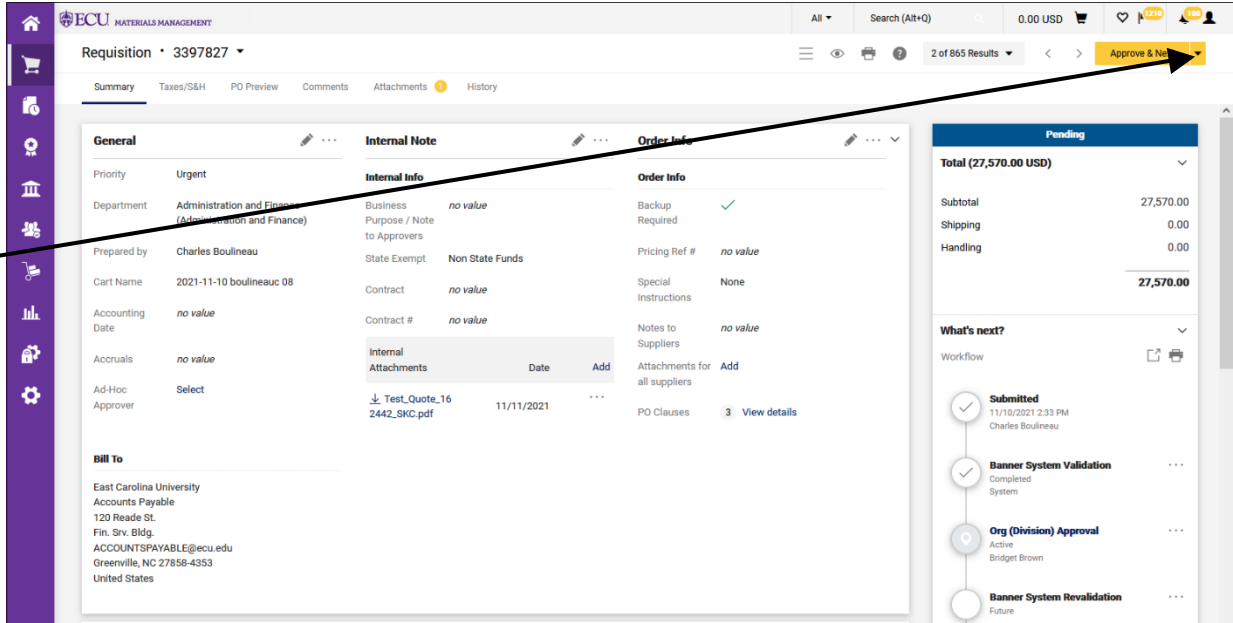 ECU MATERIALS MANAGEMENT
All
Search (Alt+Q)
0.00 USD
1210
100
Requisition • 3397827
2 of 865 Results
Approve &
Summary
Taxes/S&H
PO Preview
Comments
Attachments 1
History
General
Priority
Urgent
Department
Administration and Finance
(Administration and Finance)
Prepared by
Charles Boulineau
Cart Name
2021-11-10 boulineauc 08
Accounting
Date
no value
Accruals
no value
Ad-Hoc
Approver
Select
Bill To
East Carolina University
Accounts Payable
120 Reade St.
Fin. Srv. Bldg.
ACCOUNTSPAYABLE@ecu.edu
Greenville, NC 27858-4353
United States
Internal Note
Internal Info
Business
Purpose / Note
to Approvers
no value
State Exempt
Non State Funds
Contract
no value
Contract #
no value
Internal
Attachments
Date
Add
Test_Quote_16
2442_SKC.pdf
11/11/2021
Order Info
Order Info
Backup
Required
Pricing Ref #
no value
Special
Instructions
None
Notes to
Suppliers
no value
Attachments for
all suppliers
Add
PO Clauses
3 View details
Pending
Total (27,570.00 USD)
Subtotal
27,570.00
Shipping
0.00
Handling
0.00
27,570.00
What's next?
Workflow
Submitted
11/10/2021 2:33 PM
Charles Boulineau
Banner System Validation
Completed
System
Org (Division) Approval
Active
Bridget Brown
Banner System Revalidation
Future